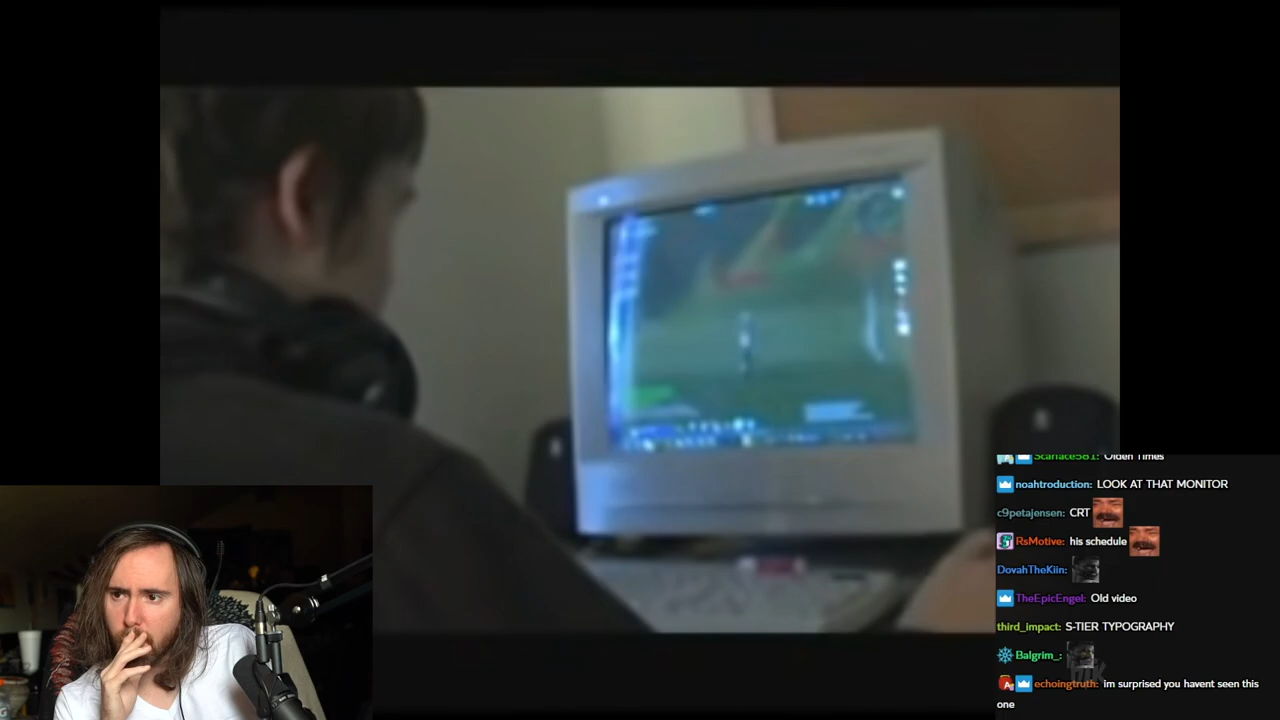 Scarface581: Olden Times
noahtroduction: LOOK AT THAT MONITOR
c9petajensen: CRT
RsMotive: his schedule
DovahTheKiin:
TheEpicEngel: Old video
third_impact: S-TIER TYPOGRAPHY
Balgrim_:
echoingtruth: im surprised you havent seen this
one